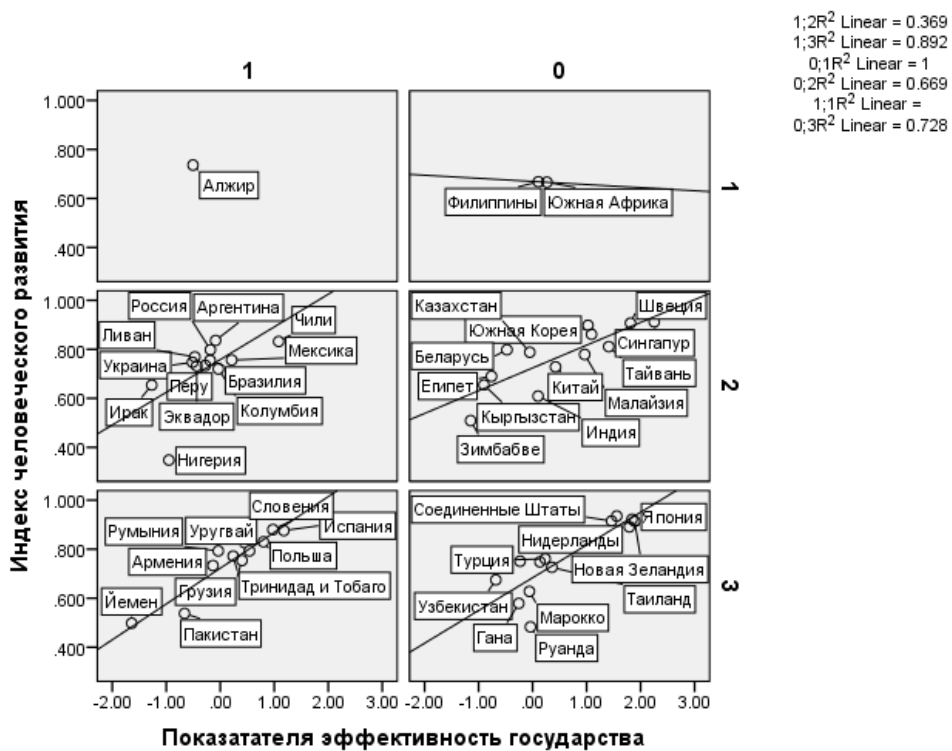 1;2R² Linear = 0.369
1;3R² Linear = 0.892
0;1R² Linear = 1
0;2R² Linear = 0.669
1;1R² Linear =
0;3R² Linear = 0.728
1
0
Индекс человеческого развития
1.000
.800
.600
.400
Алжир
Филиппины
Южная Африка
1
1.000
.800
.600
.400
Россия
Аргентина
Чили
Ливан
Мексика
Украина
Перу
Бразилия
Ирак
Эквадор
Колумбия
Нигерия
Казахстан
Швеция
Южная Корея
Сингапур
Беларусь
Тайвань
Египет
Китай
Малайзия
Кыргызстан
Индия
Зимбабве
2
1.000
.800
.600
.400
Словения
Румыния
Уругвай
Испания
Армения
Польша
Грузия
Тринидад и Тобаго
Йемен
Пакистан
Соединенные Штаты
Япония
Нидерланды
Турция
Новая Зеландия
Узбекистан
Таиланд
Марокко
Гана
Руанда
3
-2.00 -1.00 .00 1.00 2.00 3.00
-2.00 -1.00 .00 1.00 2.00 3.00
Показатателя эффективность государства